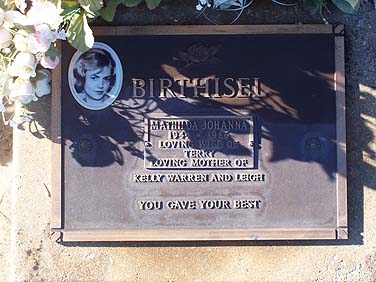 BIRTHISEL
MATHILDA JOHANNA
LOVING WIFE OF
TERRY
LOVING MOTHER OF
KELLY WARREN AND LEIGH
YOU GAVE YOUR BEST